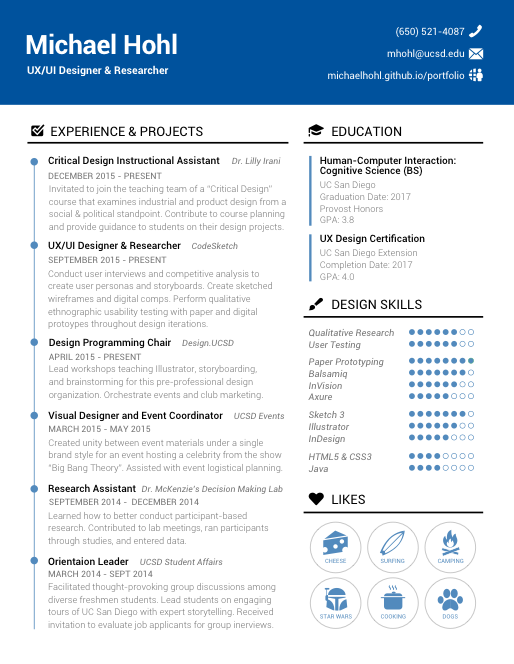 Michael Hohl
UX/UI Designer & Researcher
(650) 521-4087
mhohl@ucsd.edu
michaelhohl.github.io/portfolio
EXPERIENCE & PROJECTS
Critical Design Instructional Assistant Dr. Lilly Irani
DECEMBER 2015 - PRESENT
Invitated to join the teaching team of a "Critical Design"
course that examines industrial and product design from a
social & political standpoint. Contribute to course planning
and provide guidance to students on their design projects.
UX/UI Designer & Researcher CodeSketch
SEPTEMBER 2015 - PRESENT
Conduct user interviews and competitive analysis to
create user personas and storyboards. Create sketched
wireframes and digital comps. Perform qualitative
ethnographic usability testing with paper and digital
protoypes throughout design iterations.
Design Programming Chair Design.UCSD
APRIL 2015 - PRESENT
Lead workshops teaching Illustrator, storyboarding,
and brainstorming for this pre-professional design
organization. Orchestrate events and club marketing.
Visual Designer and Event Coordinator UCSD Events
MARCH 2015 - MAY 2015
Created unity between event materials under a single
brand style for an event hosting a celebrity from the show
"Big Bang Theory". Assisted with event logistical planning.
Research Assistant Dr. McKenzie's Decision Making Lab
SEPTEMBER 2014 - DECEMBER 2014
Learned how to better conduct participant-based
research. Contributed to lab meetings, ran participants
through studies, and entered data.
Orientaion Leader UCSD Student Affairs
MARCH 2014 - SEPT 2014
Facilitated thought-provoking group discussions among
diverse freshmen students. Lead students on engaging
tours of UC San Diego with expert storytelling. Received
invitation to evaluate job applicants for group inerviews.
EDUCATION
Human-Computer Interaction:
Cognitive Science (BS)
UC San Diego
Graduation Date: 2017
Provost Honors
GPA: 3.8
UX Design Certification
UC San Diego Extension
Completion Date: 2017
GPA: 4.0
DESIGN SKILLS
Qualitative Research
User Testing
Paper Prototyping
Balsamiq
InVision
Axure
Sketch 3
Illustrator
InDesign
HTML5 & CSS3
Java
LIKES
CHEESE
SURFING
CAMPING
STAR WARS
COOKING
DOGS